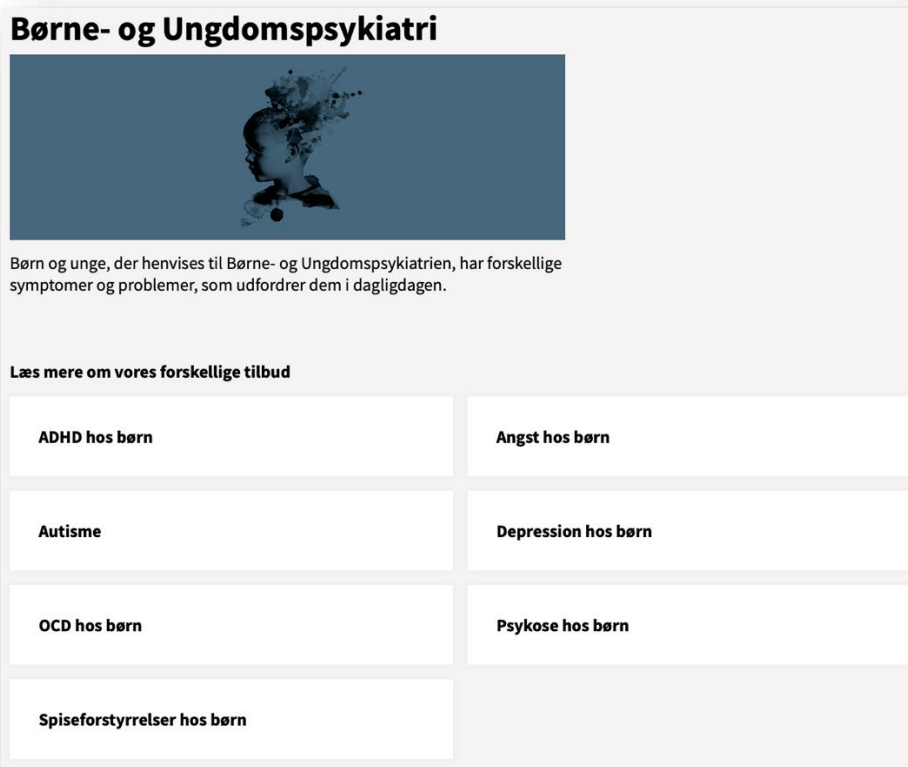 Børne- og Ungdomspsykiatri
Børn og unge, der henvises til Børne- og Ungdomspsykiatrien, har forskellige
symptomer og problemer, som udfordrer dem i dagligdagen.
Læs mere om vores forskellige tilbud
ADHD hos børn
Angst hos børn
Autisme
Depression hos børn
OCD hos børn
Psykose hos børn
Spiseforstyrrelser hos børn